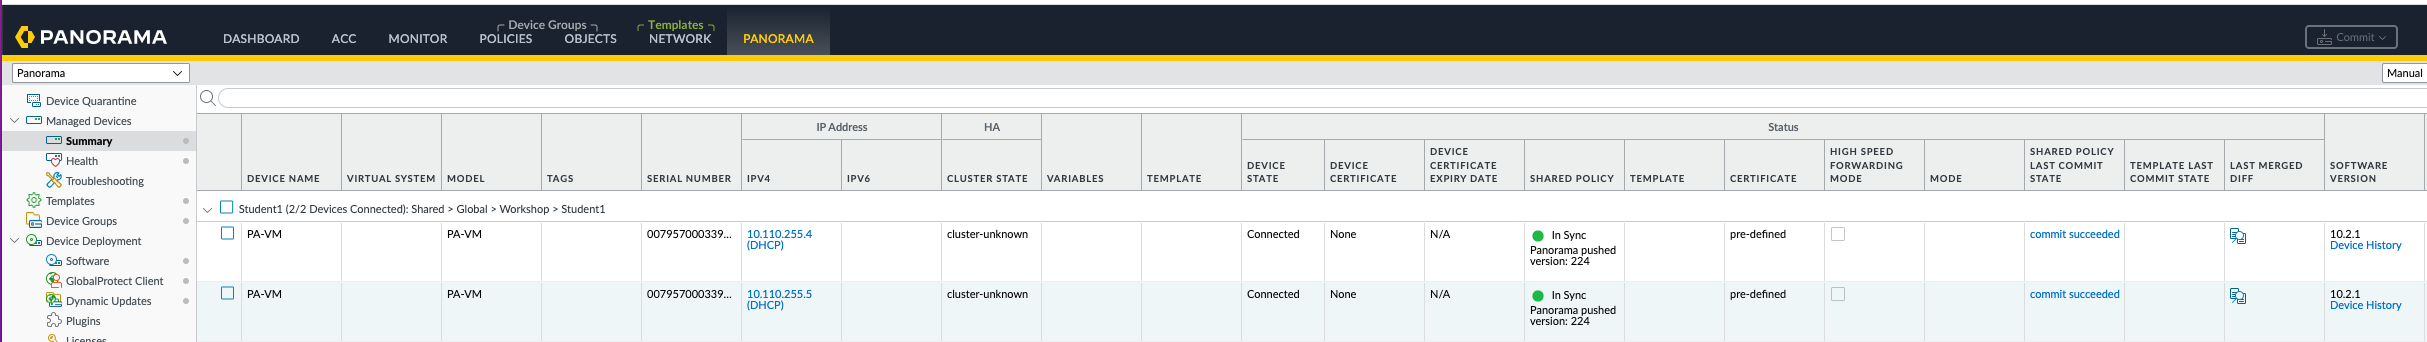 Device Groups
Templates
PANORAMA
DASHBOARD
ACC
MONITOR
POLICIES
OBJECTS
NETWORK
PANORAMA
Commit
Panorama
Manual
Device Quarantine
Managed Devices
Summary
Health
Troubleshooting
Templates
Device Groups
Device Deployment
Software
GlobalProtect Client
Dynamic Updates
Plugins
Licenses
IP Address
HA
Status
DEVICE NAME
VIRTUAL SYSTEM
MODEL
TAGS
SERIAL NUMBER
IPV4
IPV6
CLUSTER STATE
VARIABLES
TEMPLATE
DEVICE
STATE
DEVICE
CERTIFICATE
DEVICE
CERTIFICATE
EXPIRY DATE
SHARED POLICY
TEMPLATE
CERTIFICATE
HIGH SPEED
FORWARDING
MODE
MODE
SHARED POLICY
LAST COMMIT
STATE
TEMPLATE LAST
COMMIT STATE
LAST MERGED
DIFF
SOFTWARE
VERSION
Student1 (2/2 Devices Connected): Shared > Global > Workshop > Student1
PA-VM
PA-VM
007957000339...
10.110.255.4
(DHCP)
cluster-unknown
Connected
None
N/A
In Sync
Panorama pushed
version: 224
pre-defined
commit succeeded
10.2.1
Device History
PA-VM
PA-VM
007957000339...
10.110.255.5
(DHCP)
cluster-unknown
Connected
None
N/A
In Sync
Panorama pushed
version: 224
pre-defined
commit succeeded
10.2.1
Device History